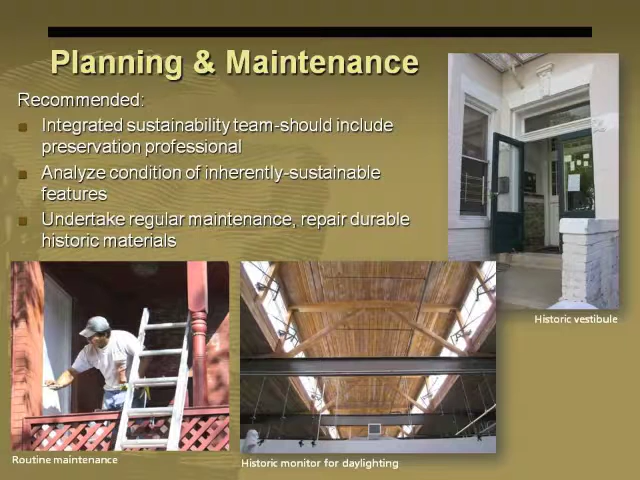 Planning & Maintenance
Recommended:
Integrated sustainability team-should include
preservation professional
Analyze condition of inherently-sustainable
features
Undertake regular maintenance, repair durable
historic materials
Historic vestibule
Routine maintenance
Historic monitor for daylighting